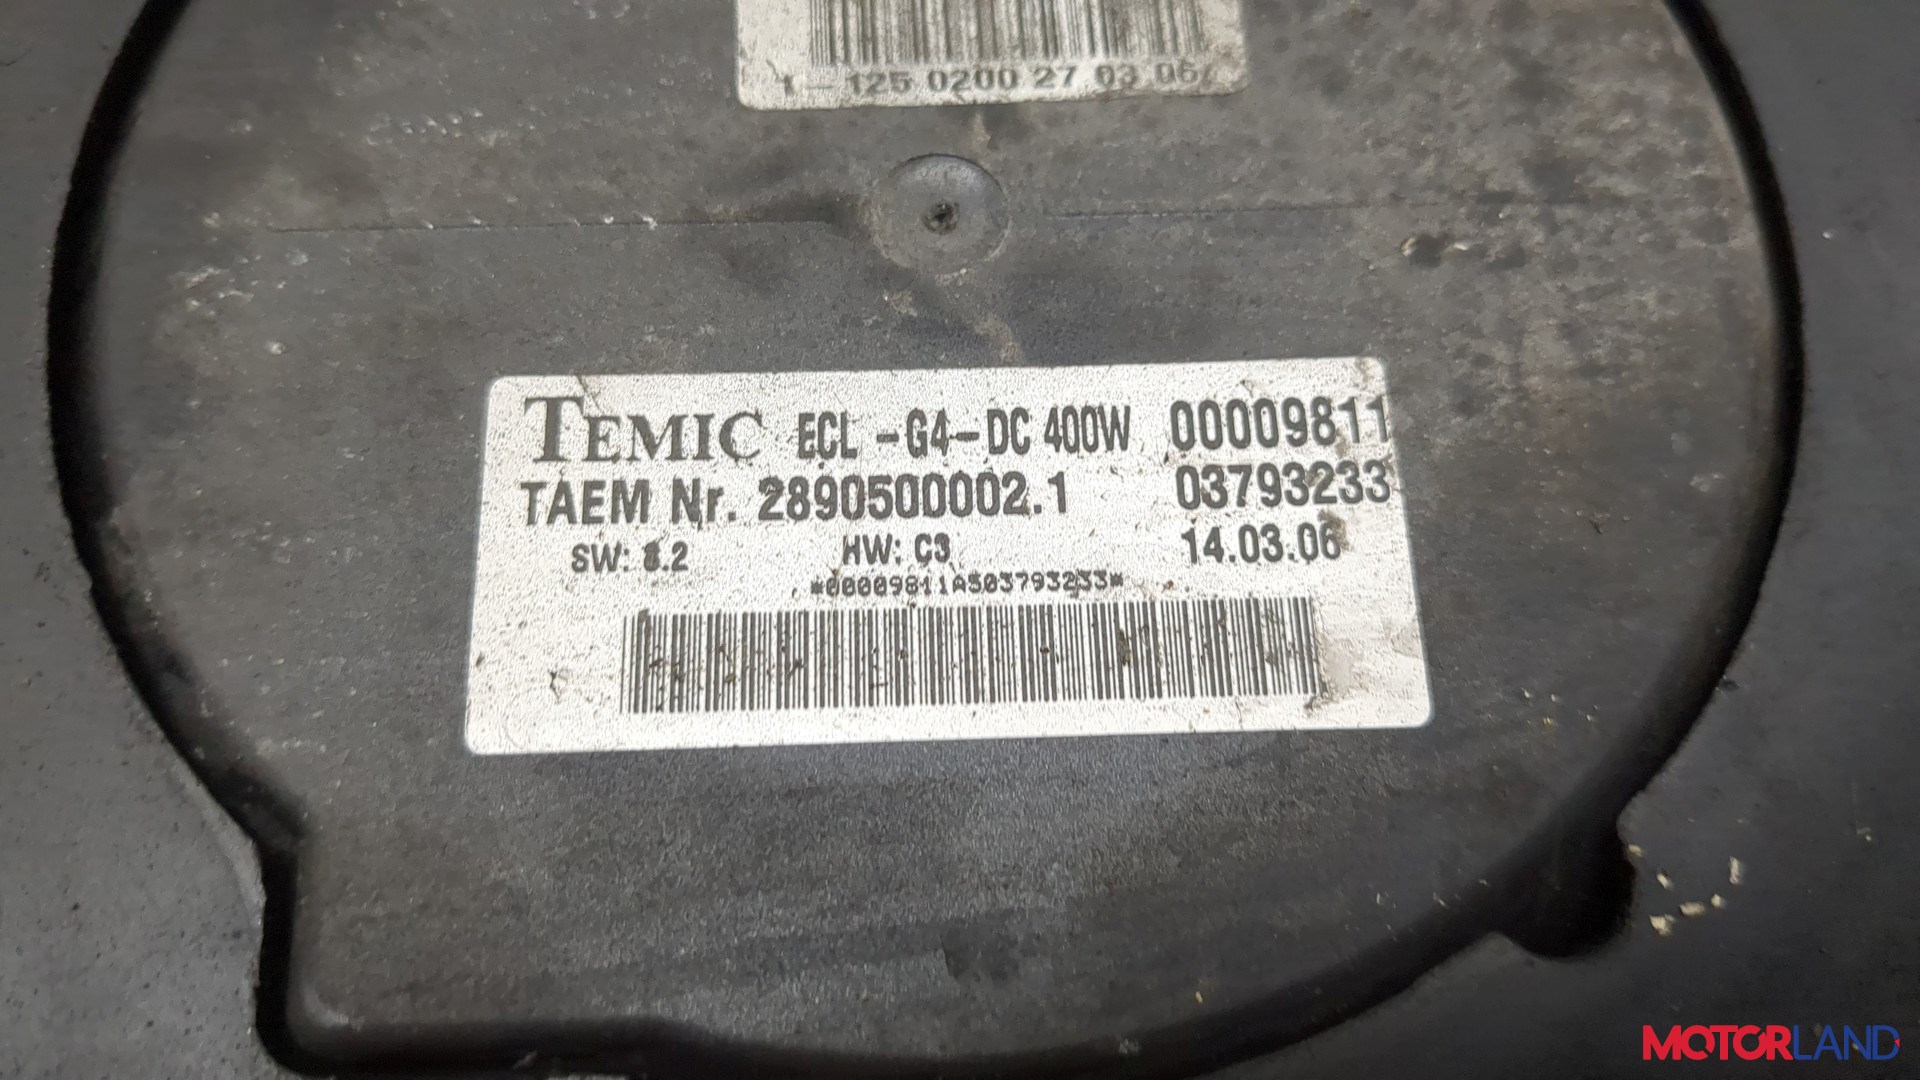 1-125 0200 27 03 06
TEMIC ECL -G4-DC 400W 00009811
TAEM Nr. 2890500002.1 03793233
SW: 8.2 HW: C3 14.03.06
*00009811A503793233*
MOTORLAND